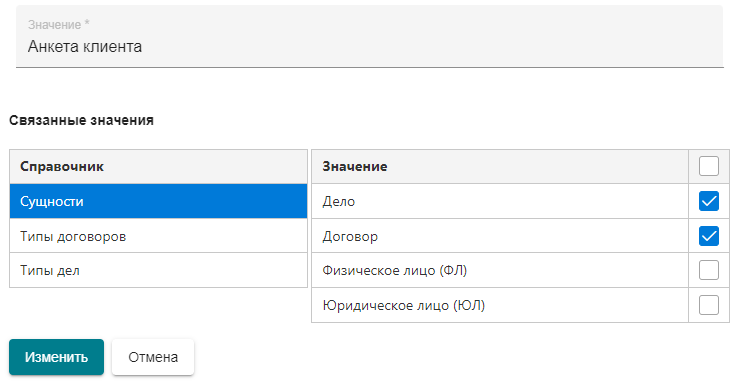 Значение *
Анкета клиента
Связанные значения
Справочник Значение
Сущности Дело
Типы договоров Договор
Типы дел Физическое лицо (ФЛ)
Юридическое лицо (ЮЛ)
Изменить Отмена